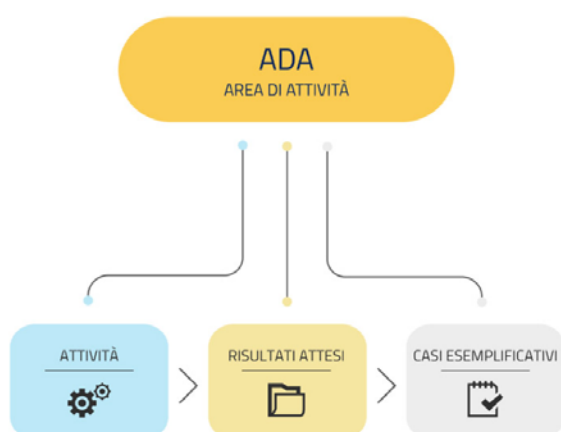 ADA
AREA DI ATTIVITÀ
ATTIVITÀ
RISULTATI ATTESI
CASI ESEMPLIFICATIVI